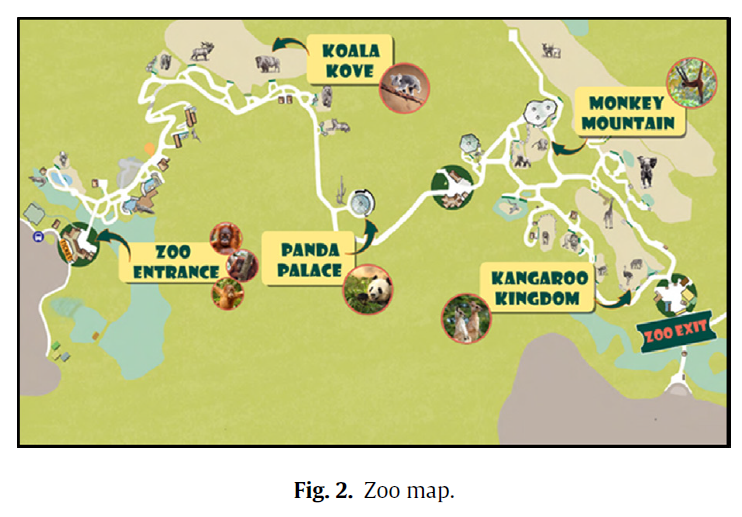 KOALA
KOVE
MONKEY
MOUNTAIN
ZOO
ENTRANCE
PANDA
PALACE
KANGAROO
KINGDOM
ZOO EXIT
Fig. 2. Zoo map.